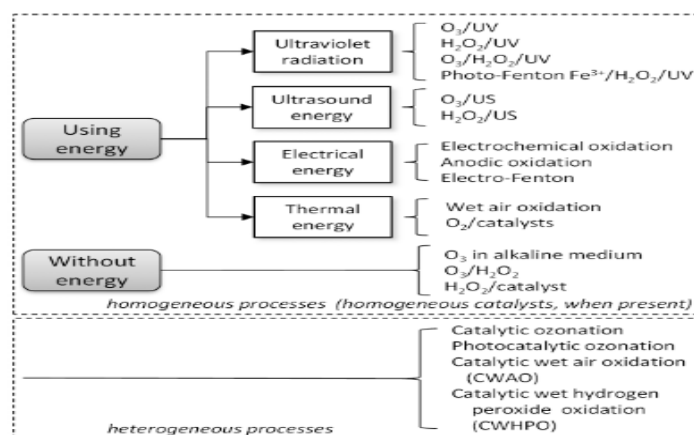 Ultraviolet
radiation
O₃/UV
H₂O₂/UV
O₃/H₂O₂/UV
Photo-Fenton Fe³⁺/H₂O₂/UV
Using
energy
Ultrasound
energy
O₃/US
H₂O₂/US
Electrical
energy
Electrochemical oxidation
Anodic oxidation
Electro-Fenton
Thermal
energy
Wet air oxidation
O₂/catalysts
Without
energy
O₃ in alkaline medium
O₃/H₂O₂
H₂O₂/catalyst
homogeneous processes (homogeneous catalysts, when present)
Catalytic ozonation
Photocatalytic ozonation
Catalytic wet air oxidation
(CWAO)
Catalytic wet hydrogen
peroxide oxidation
(CWHPO)
heterogeneous processes